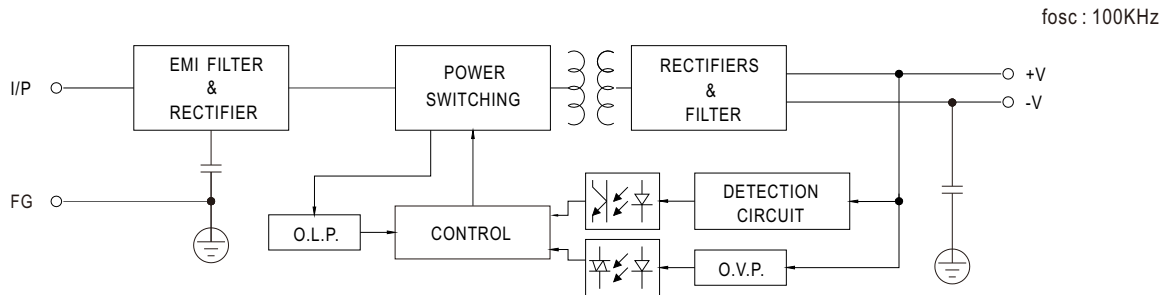 fosc : 100KHz
I/P
EMI FILTER
&
RECTIFIER
POWER
SWITCHING
RECTIFIERS
&
FILTER
+V
-V
FG
O.L.P.
CONTROL
DETECTION
CIRCUIT
O.V.P.